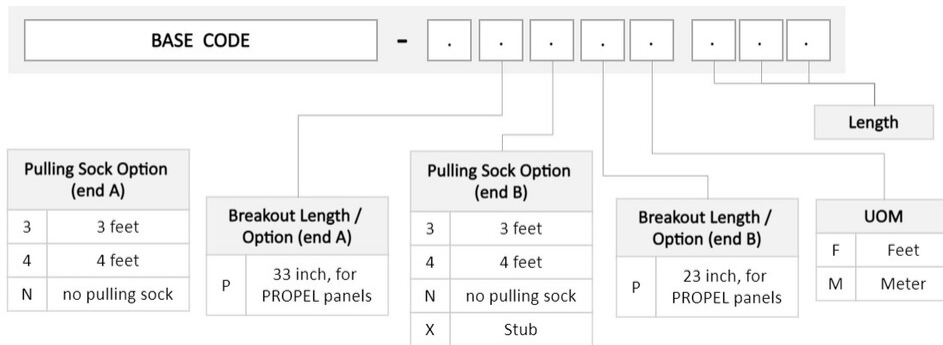 BASE CODE - . . . . . . . .
Length
Pulling Sock Option
(end A)
3 3 feet
4 4 feet
N no pulling sock
Breakout Length /
Option (end A)
P 33 inch, for
PROPEL panels
Pulling Sock Option
(end B)
3 3 feet
4 4 feet
N no pulling sock
X Stub
Breakout Length /
Option (end B)
P 23 inch, for
PROPEL panels
UOM
F Feet
M Meter